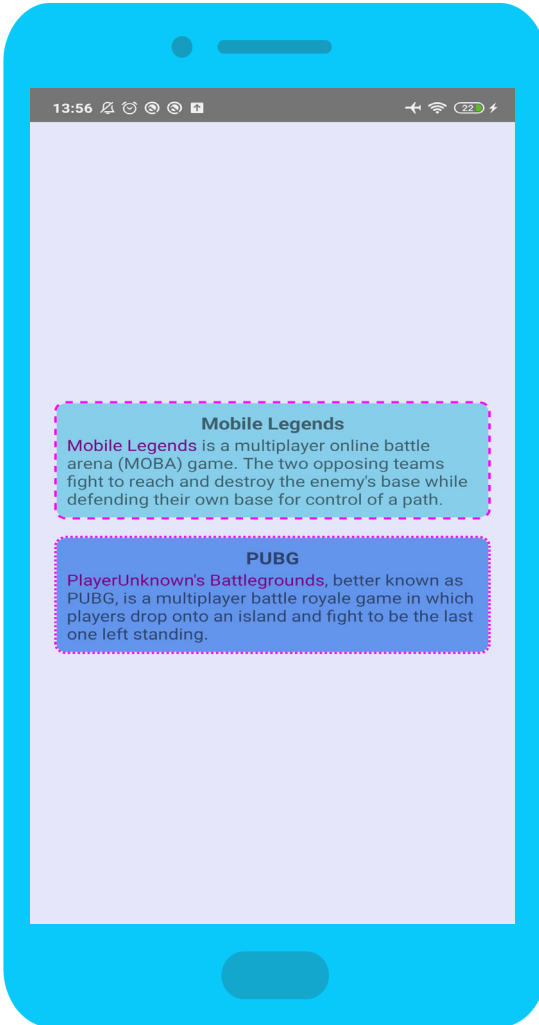 13:56
22
Mobile Legends
Mobile Legends is a multiplayer online battle
arena (MOBA) game. The two opposing teams
fight to reach and destroy the enemy's base while
defending their own base for control of a path.
PUBG
PlayerUnknown's Battlegrounds, better known as
PUBG, is a multiplayer battle royale game in which
players drop onto an island and fight to be the last
one left standing.